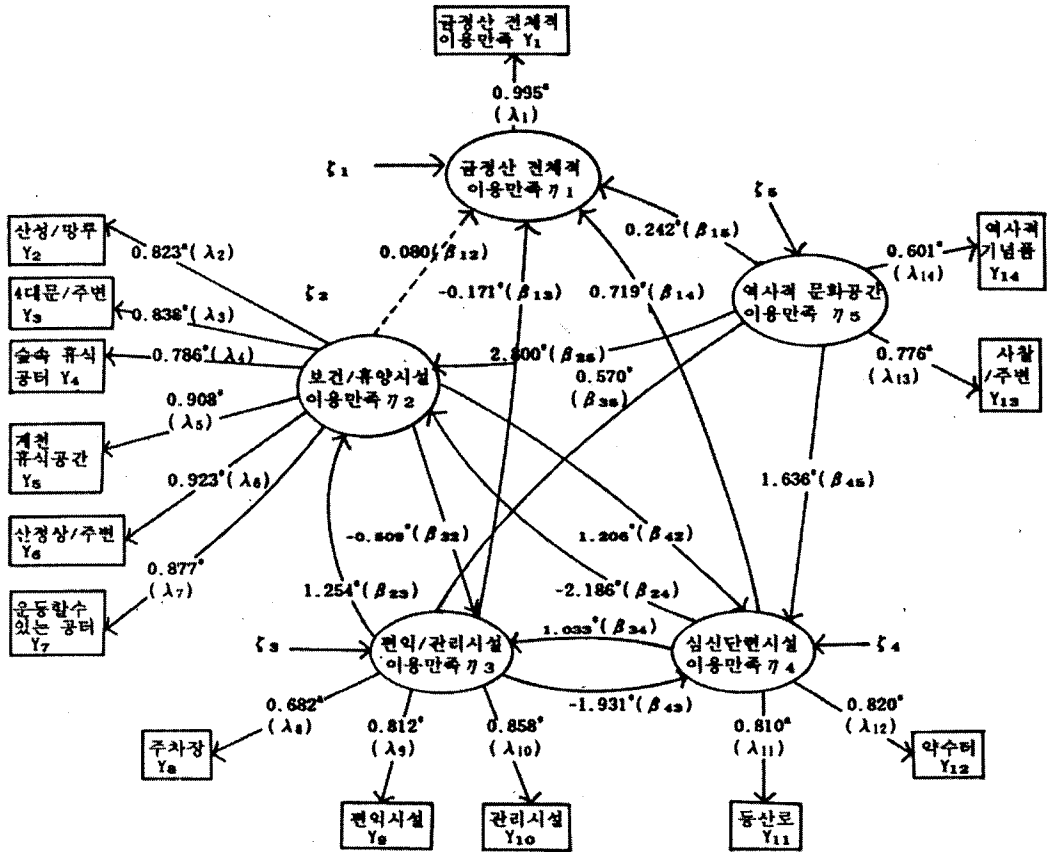 금정산 전체적
이용만족 Y1
0.995*
(λ1)
ζ1
금정산 전체적
이용만족 η1
ζ5
산성/망루
Y2
0.823*(λ2)
0.080(β12)
0.242*(β15)
0.601*
(λ14)
역사적
기념품
Y14
4대문/주변
Y3
0.838*(λ3)
ζ2
-0.171*(β13)
0.719*(β14)
역사적 문화공간
이용만족 η5
숲속 휴식
공터 Y4
0.786*(λ4)
보건/휴양시설
이용만족 η2
2.800*(β25)
0.570*
(β35)
0.776*
(λ13)
사찰
/주변
Y13
0.908*
(λ5)
계천
휴식공간
Y5
0.923*(λ6)
1.636*(β45)
산정상/주변
Y6
-0.809*(β32)
1.206*(β42)
0.877*
(λ7)
1.254*(β23)
-2.186*(β24)
운동할수
있는 공터
Y7
1.033*(β34)
ζ3
편익/관리시설
이용만족 η3
심신단련시설
이용만족 η4
ζ4
-1.931*(β43)
0.682*
(λ8)
0.812*
(λ9)
0.858*
(λ10)
0.810*
(λ11)
0.820*
(λ12)
주차장
Y8
약수터
Y12
편익시설
Y9
관리시설
Y10
등산로
Y11